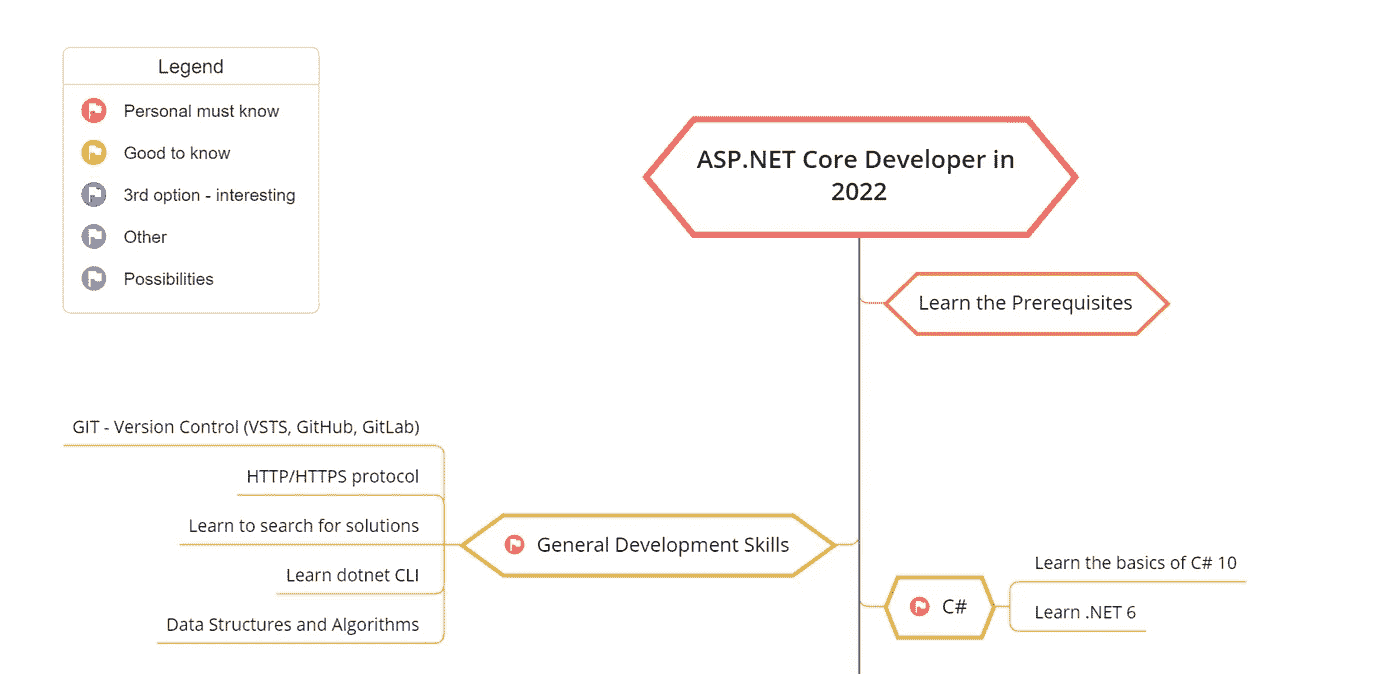 Legend
Personal must know
Good to know
3rd option - interesting
Other
Possibilities
ASP.NET Core Developer in
2022
Learn the Prerequisites
GIT - Version Control (VSTS, GitHub, GitLab)
HTTP/HTTPS protocol
Learn to search for solutions
Learn dotnet CLI
Data Structures and Algorithms
General Development Skills
C#
Learn the basics of C# 10
Learn .NET 6